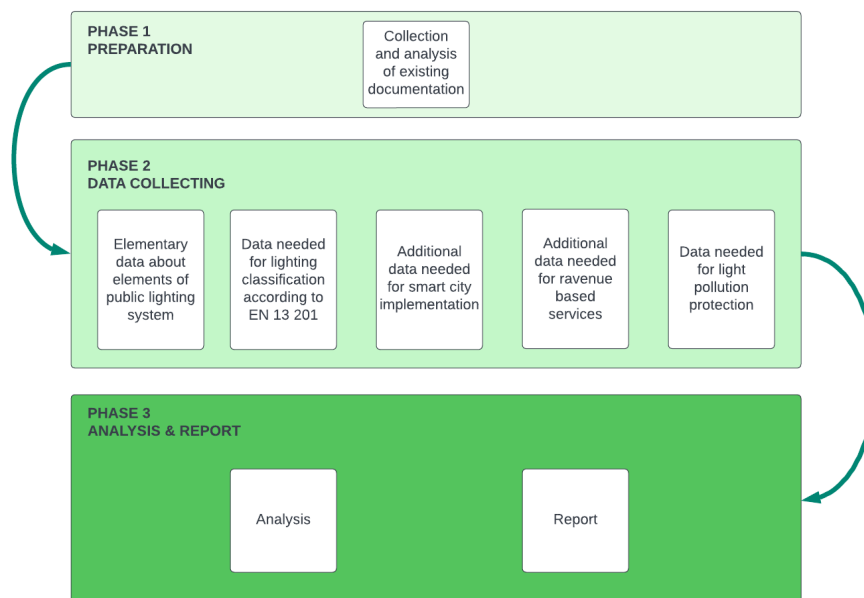 PHASE 1
PREPARATION
Collection
and analysis
of existing
documentation
PHASE 2
DATA COLLECTING
Elementary
data about
elements of
public lighting
system
Data needed
for lighting
classification
according to
EN 13 201
Additional
data needed
for smart city
implementation
Additional
data needed
for ravenue
based
services
Data needed
for light
pollution
protection
PHASE 3
ANALYSIS & REPORT
Analysis
Report